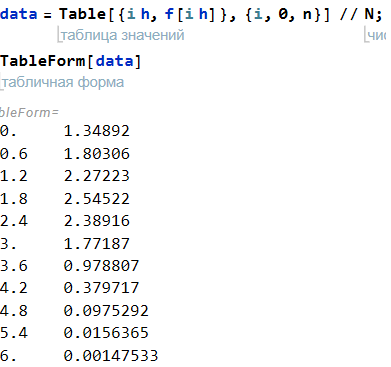 data = Table[{i h, f[i h]}, {i, 0, n}] // N;
таблица значений чис
TableForm[data]
табличная форма
bleForm=
0. 1.34892
0.6 1.80306
1.2 2.27223
1.8 2.54522
2.4 2.38916
3. 1.77187
3.6 0.978807
4.2 0.379717
4.8 0.0975292
5.4 0.0156365
6. 0.00147533